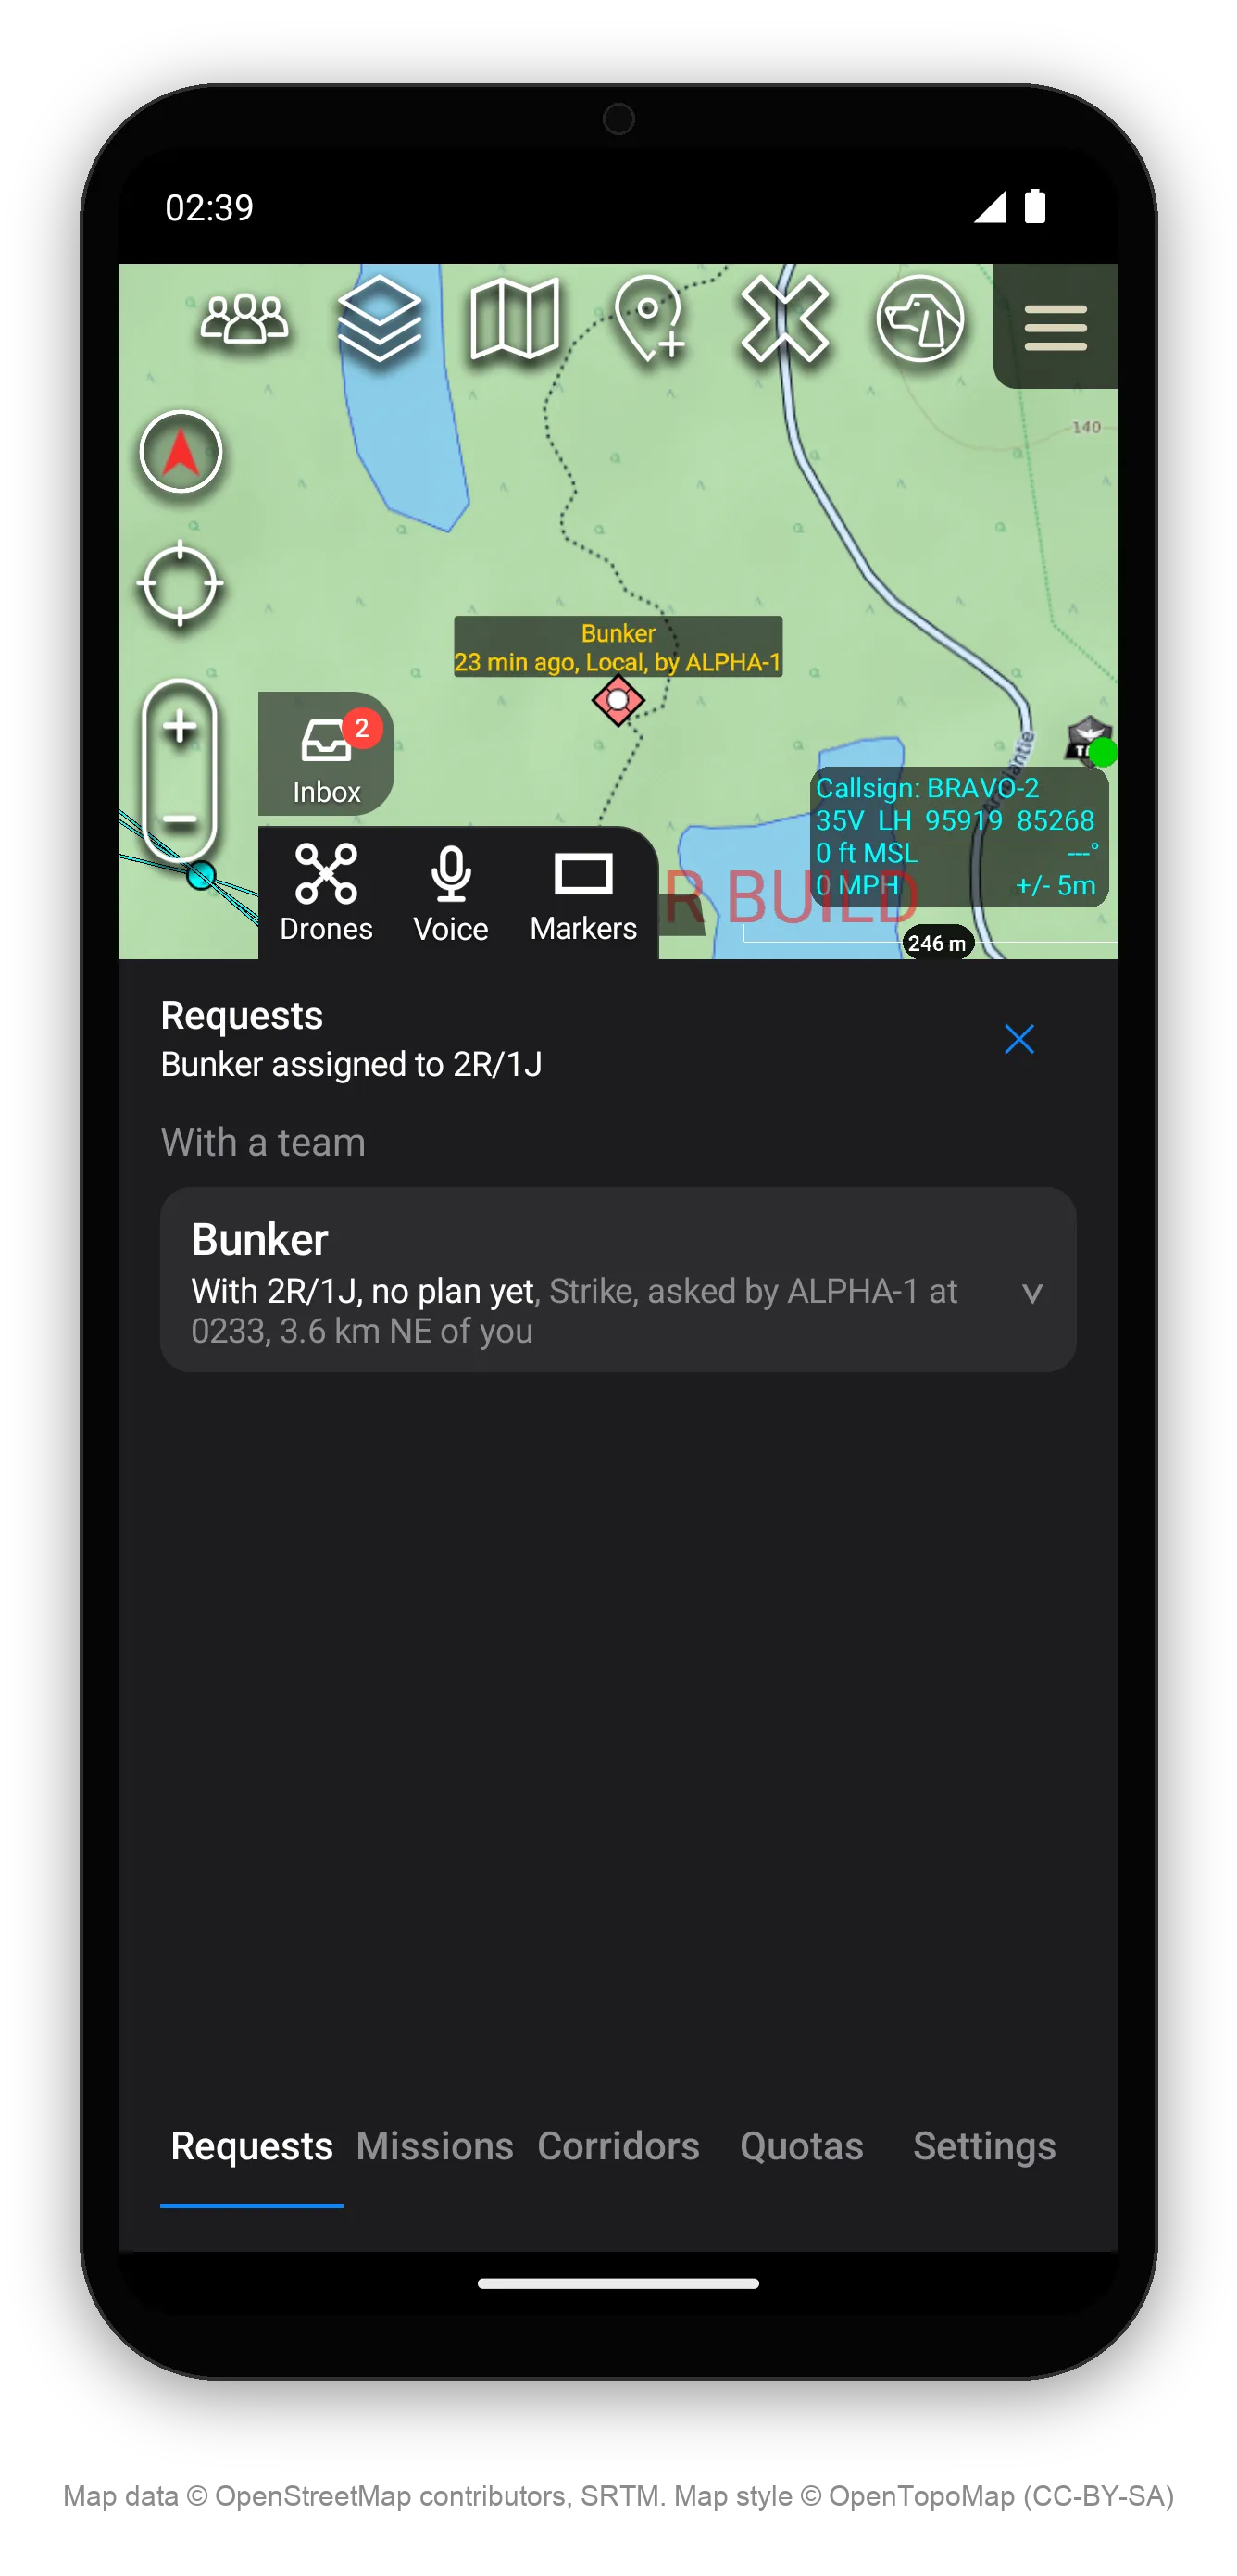 02:39
140
Bunker
23 min ago, Local, by ALPHA-1
2
Inbox
Callsign: BRAVO-2
35V LH 95919 85268
0 ft MSL
---°
0 MPH
+/- 5m
R BUILD
246 m
Drones
Voice
Markers
Requests
Bunker assigned to 2R/1J
With a team
Bunker
With 2R/1J, no plan yet, Strike, asked by ALPHA-1 at
0233, 3.6 km NE of you
Requests
Missions
Corridors
Quotas
Settings
Map data © OpenStreetMap contributors, SRTM. Map style © OpenTopoMap (CC-BY-SA)